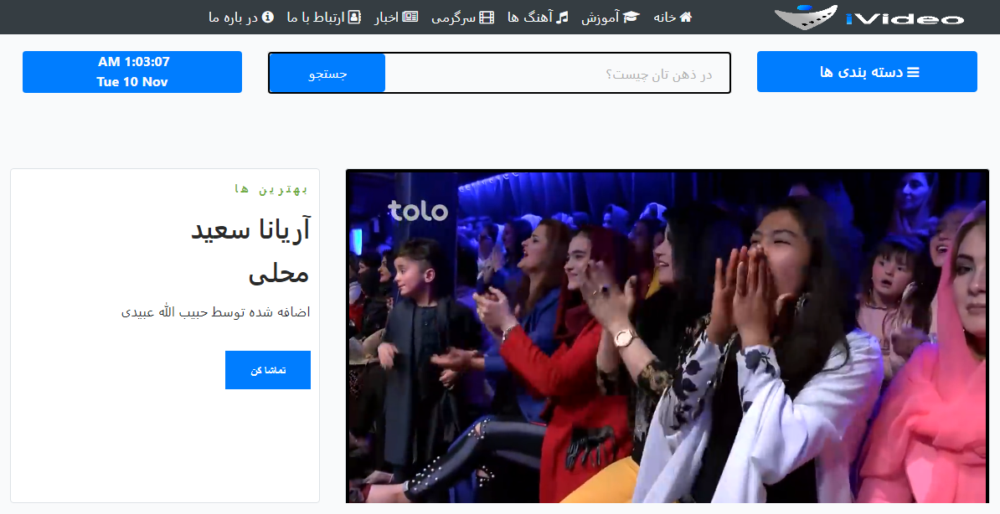 iVideo
خانه
آموزش
آهنگ ها
سرگرمی
اخبار
ارتباط با ما
در باره ما
دسته بندی ها
در ذهن تان چیست؟
جستجو
AM 1:03:07
Tue 10 Nov
tolo
بهترین ها
آریانا سعید
محلی
اضافه شده توسط حبیب الله عبیدی
تماشا کن